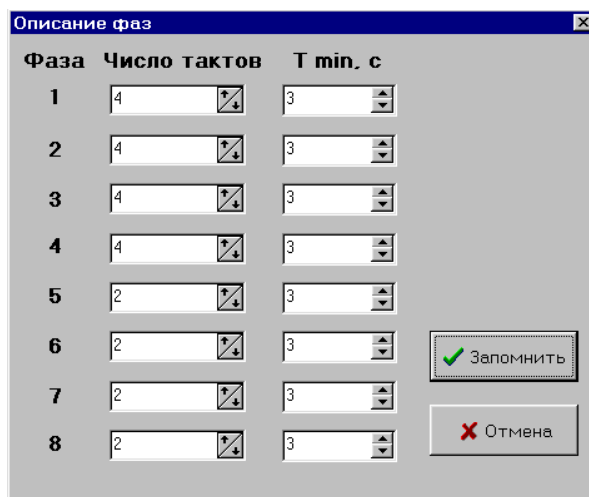 Описание фаз
Фаза Число тактов T min, c
1 4 3
2 4 3
3 4 3
4 4 3
5 2 3
6 2 3
Запомнить
7 2 3
Отмена
8 2 3